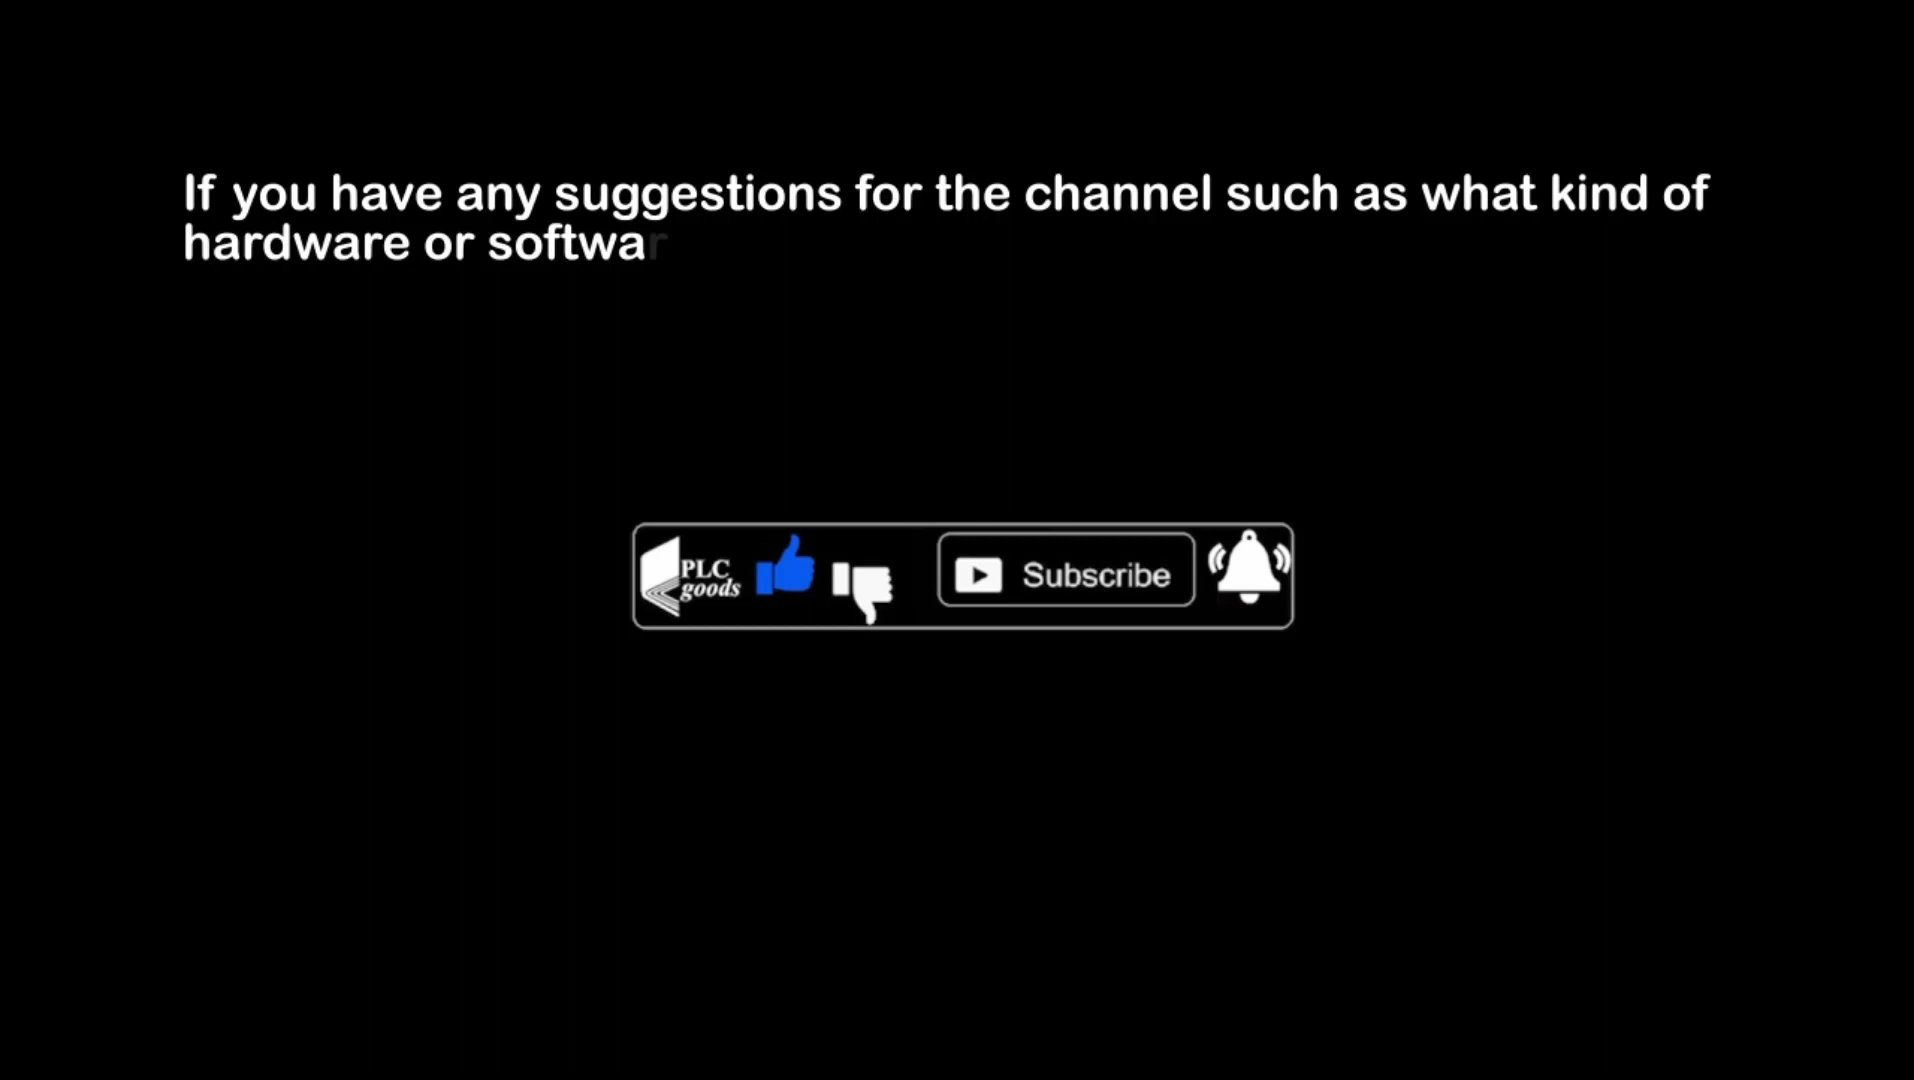 If you have any suggestions for the channel such as what kind of
hardware or softwar
PLC
goods
Subscribe